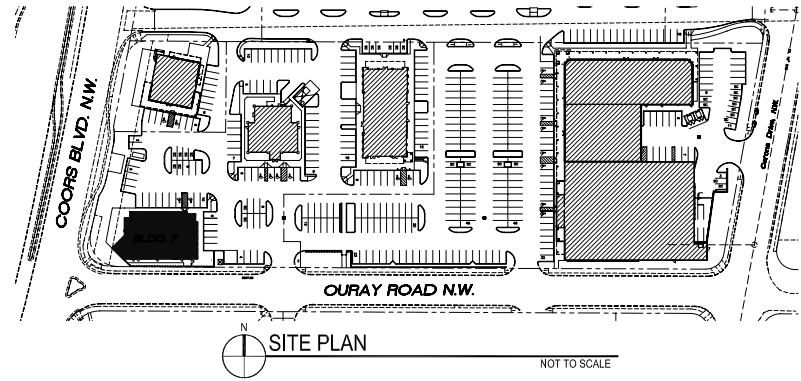 COORS BLVD. N.W.
BLDG. 7
OURAY ROAD N.W.
N
SITE PLAN
NOT TO SCALE